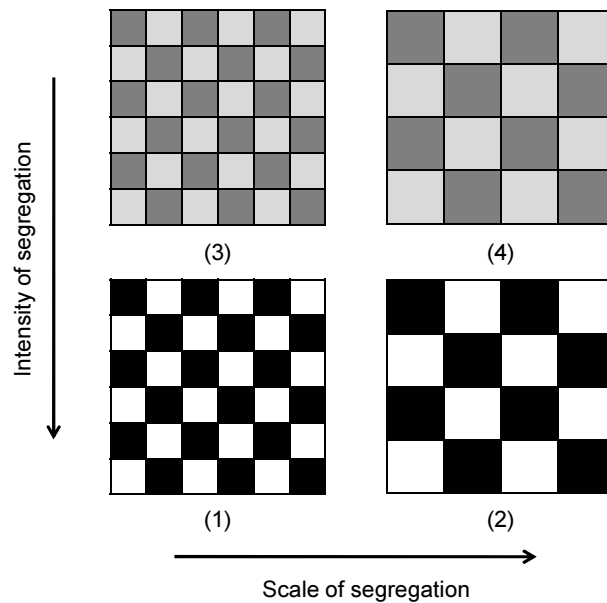 Intensity of segregation
(3)
(4)
(1)
(2)
Scale of segregation